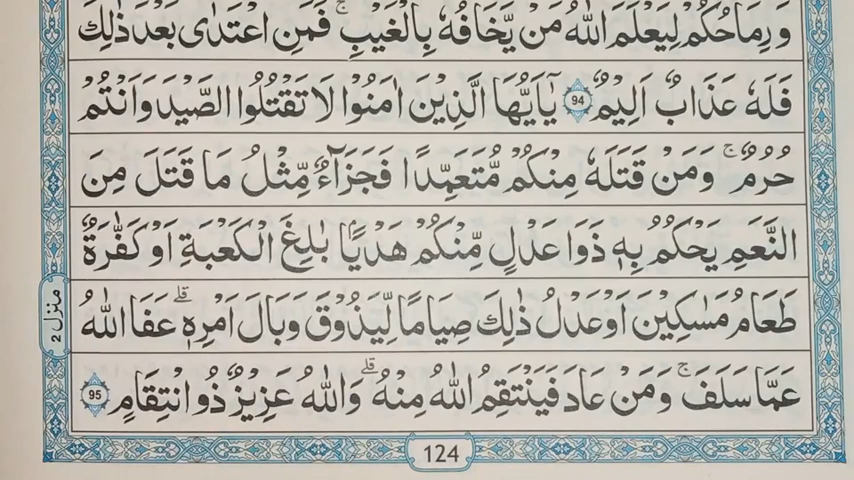 وَرِمَاحُكُمْ لِيَعْلَمَ اللّٰهُ مَنْ يَّخَافُهٗ بِالْغَيْبِ ۚ فَمَنِ اعْتَدٰى بَعْدَ ذٰلِكَ
فَلَهٗ عَذَابٌ اَلِيْمٌ 94 يٰۤاَيُّهَا الَّذِيْنَ اٰمَنُوْا لَا تَقْتُلُوا الصَّيْدَ وَاَنْتُمْ
حُرُمٌ ۚ وَمَنْ قَتَلَهٗ مِنْكُمْ مُّتَعَمِّدًا فَجَزَآءٌ مِّثْلُ مَا قَتَلَ مِنَ
النَّعَمِ يَحْكُمُ بِهٖ ذَوَا عَدْلٍ مِّنْكُمْ هَدْيًاۢ بٰلِغَ الْكَعْبَةِ اَوْ كَفَّارَةٌ
طَعَامُ مَسٰكِيْنَ اَوْ عَدْلُ ذٰلِكَ صِيَامًا لِّيَذُوْقَ وَبَالَ اَمْرِهٖ ؕ عَفَا اللّٰهُ
عَمَّا سَلَفَ ۚ وَمَنْ عَادَ فَيَنْتَقِمُ اللّٰهُ مِنْهُ ؕ وَاللّٰهُ عَزِيْزٌ ذُو انْتِقَامٍ 95
منزل 2
124